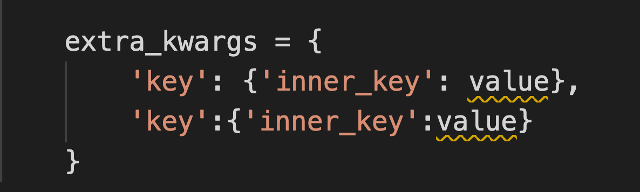 extra_kwargs = {
    'key': {'inner_key': value},
    'key':{'inner_key':value}
}